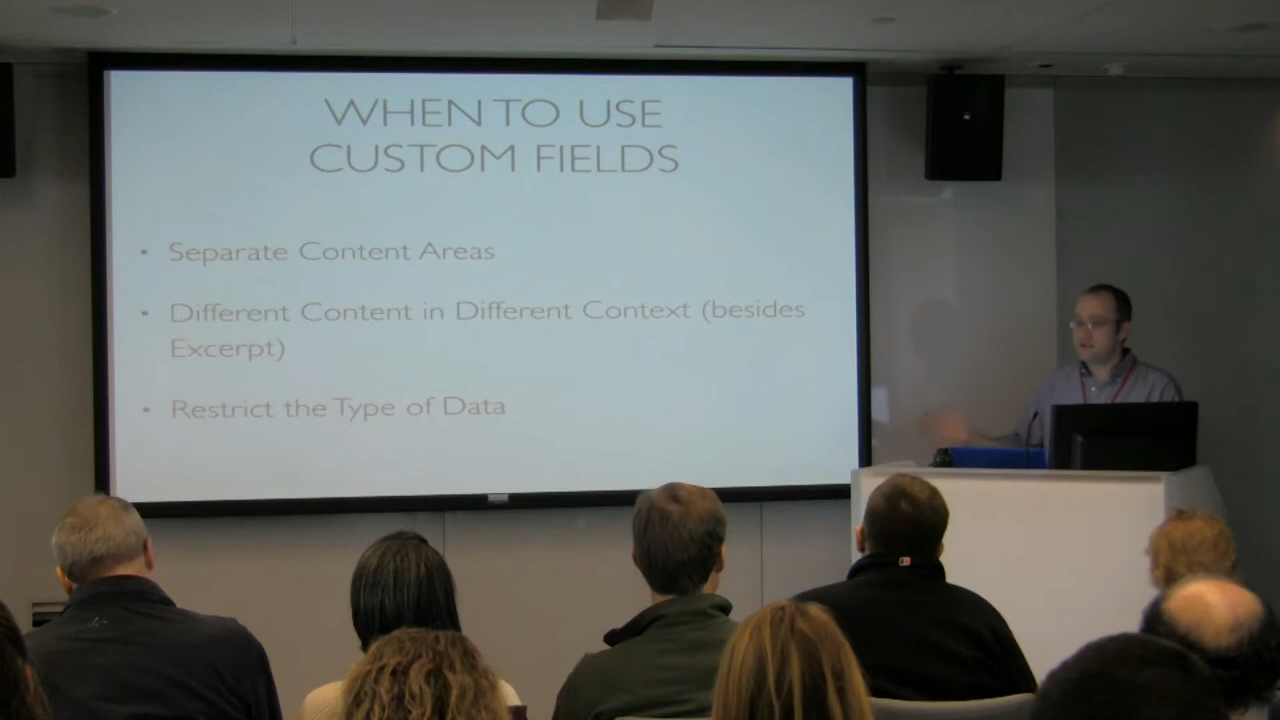 WHEN TO USE
CUSTOM FIELDS
• Separate Content Areas
• Different Content in Different Context (besides
Excerpt)
• Restrict the Type of Data